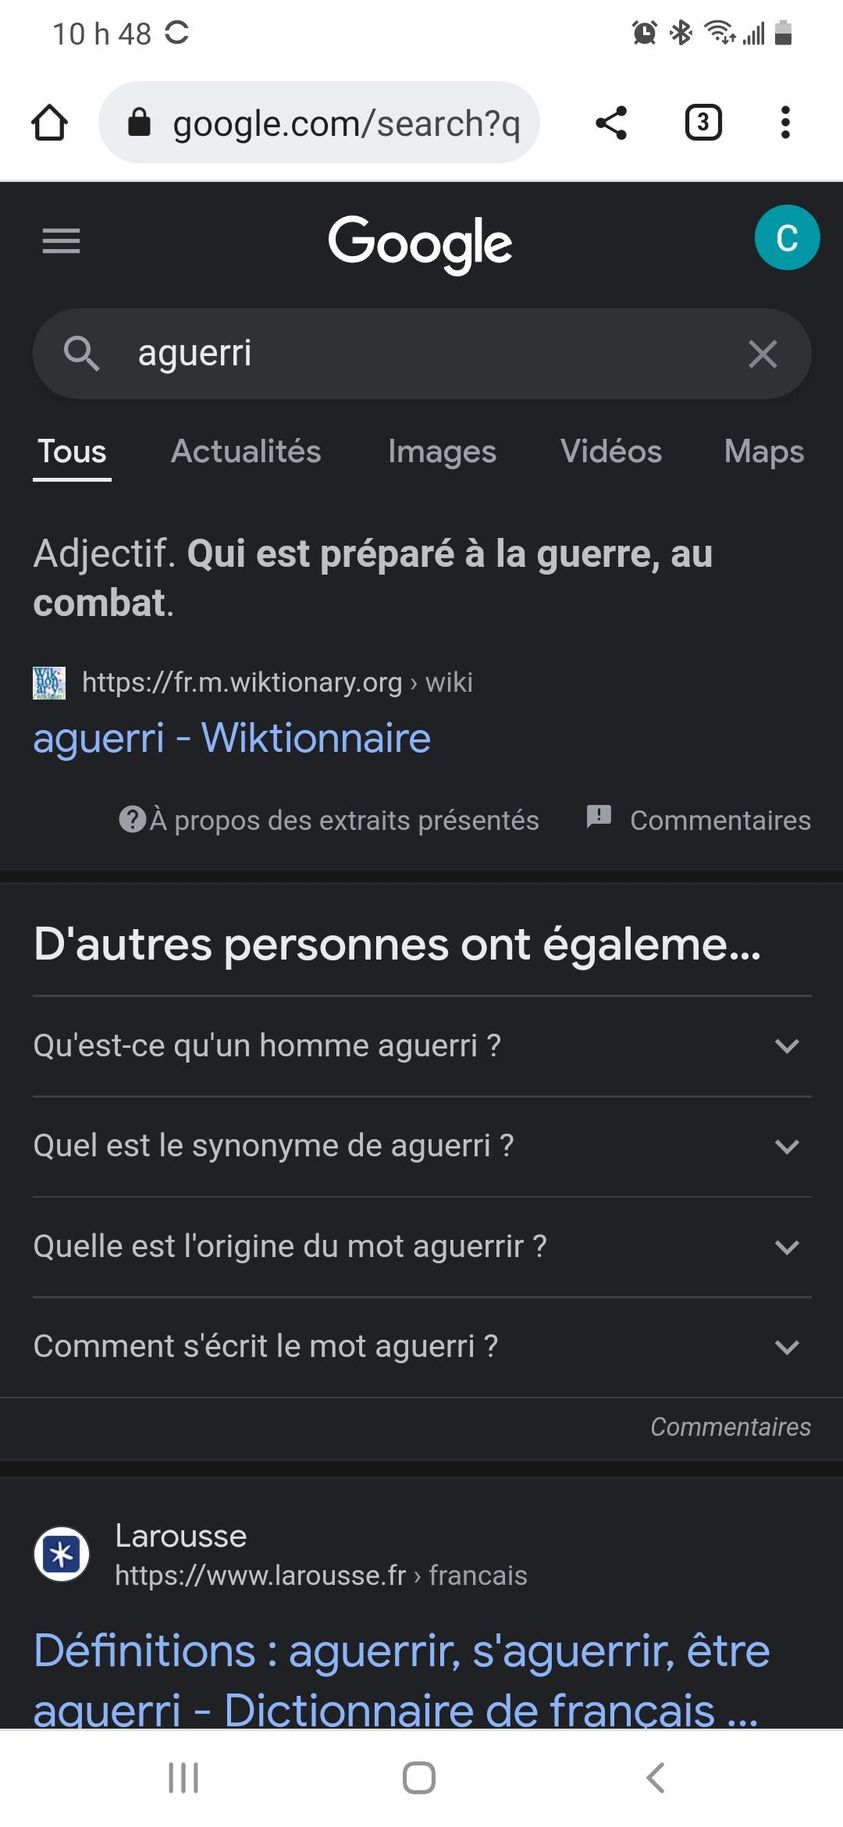 10 h 48
google.com/search?q
3
Google
C
aguerri
Tous Actualités Images Vidéos Maps
Adjectif. Qui est préparé à la guerre, au
combat.
https://fr.m.wiktionary.org › wiki
aguerri - Wiktionnaire
À propos des extraits présentés Commentaires
D'autres personnes ont égaleme...
Qu'est-ce qu'un homme aguerri ?
Quel est le synonyme de aguerri ?
Quelle est l'origine du mot aguerrir ?
Comment s'écrit le mot aguerri ?
Commentaires
Larousse
https://www.larousse.fr › francais
Définitions : aguerrir, s'aguerrir, être
aguerri - Dictionnaire de français ...